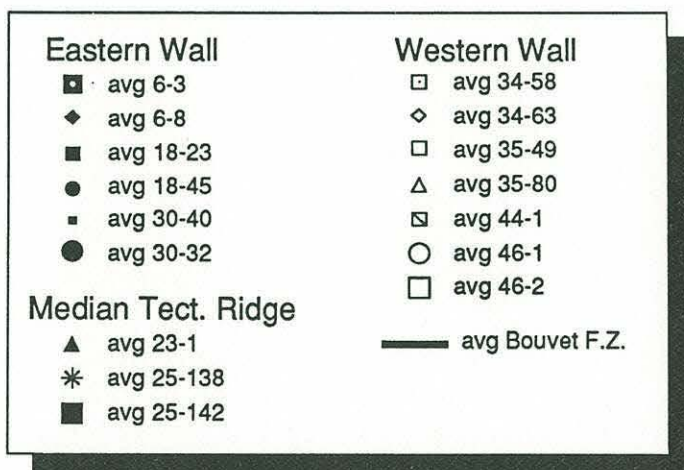 Eastern Wall
avg 6-3
avg 6-8
avg 18-23
avg 18-45
avg 30-40
avg 30-32
Median Tect. Ridge
avg 23-1
avg 25-138
avg 25-142
Western Wall
avg 34-58
avg 34-63
avg 35-49
avg 35-80
avg 44-1
avg 46-1
avg 46-2
avg Bouvet F.Z.